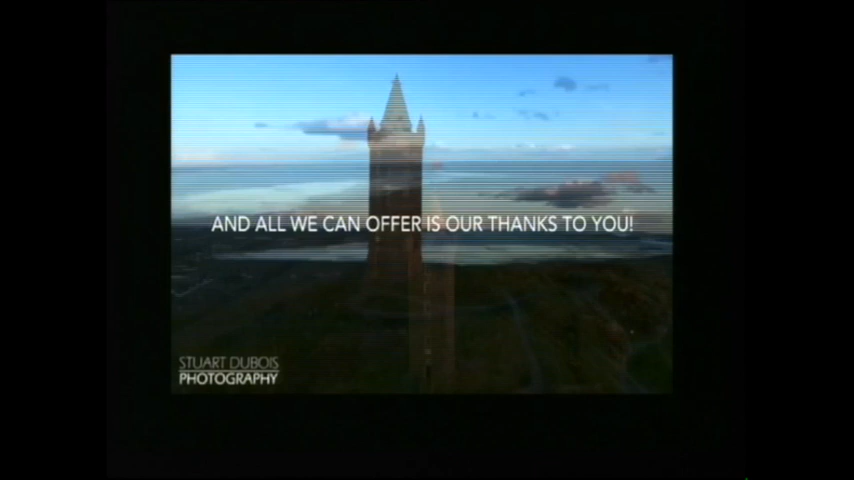 AND ALL WE CAN OFFER IS OUR THANKS TO YOU!
STUART DUBOIS
PHOTOGRAPHY